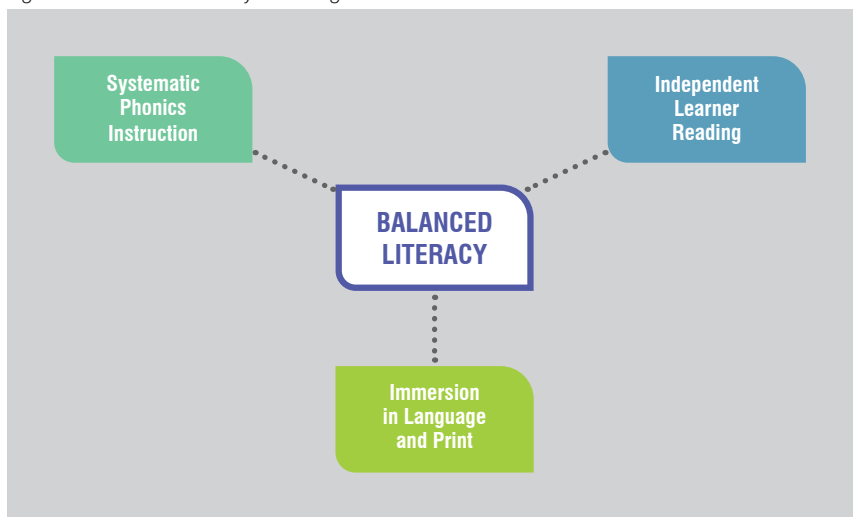 Systematic
Phonics
Instruction
Independent
Learner
Reading
BALANCED
LITERACY
Immersion
in Language
and Print